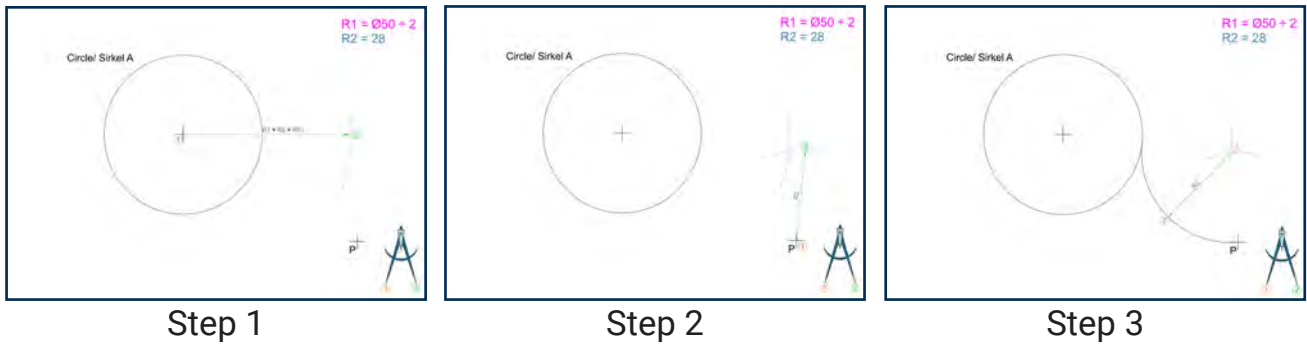 R1 = Ø50 ÷ 2
R2 = 28
Circle/ Sirkel A
P
Step 1
R1 = Ø50 ÷ 2
R2 = 28
Circle/ Sirkel A
P
Step 2
R1 = Ø50 ÷ 2
R2 = 28
Circle/ Sirkel A
P
Step 3